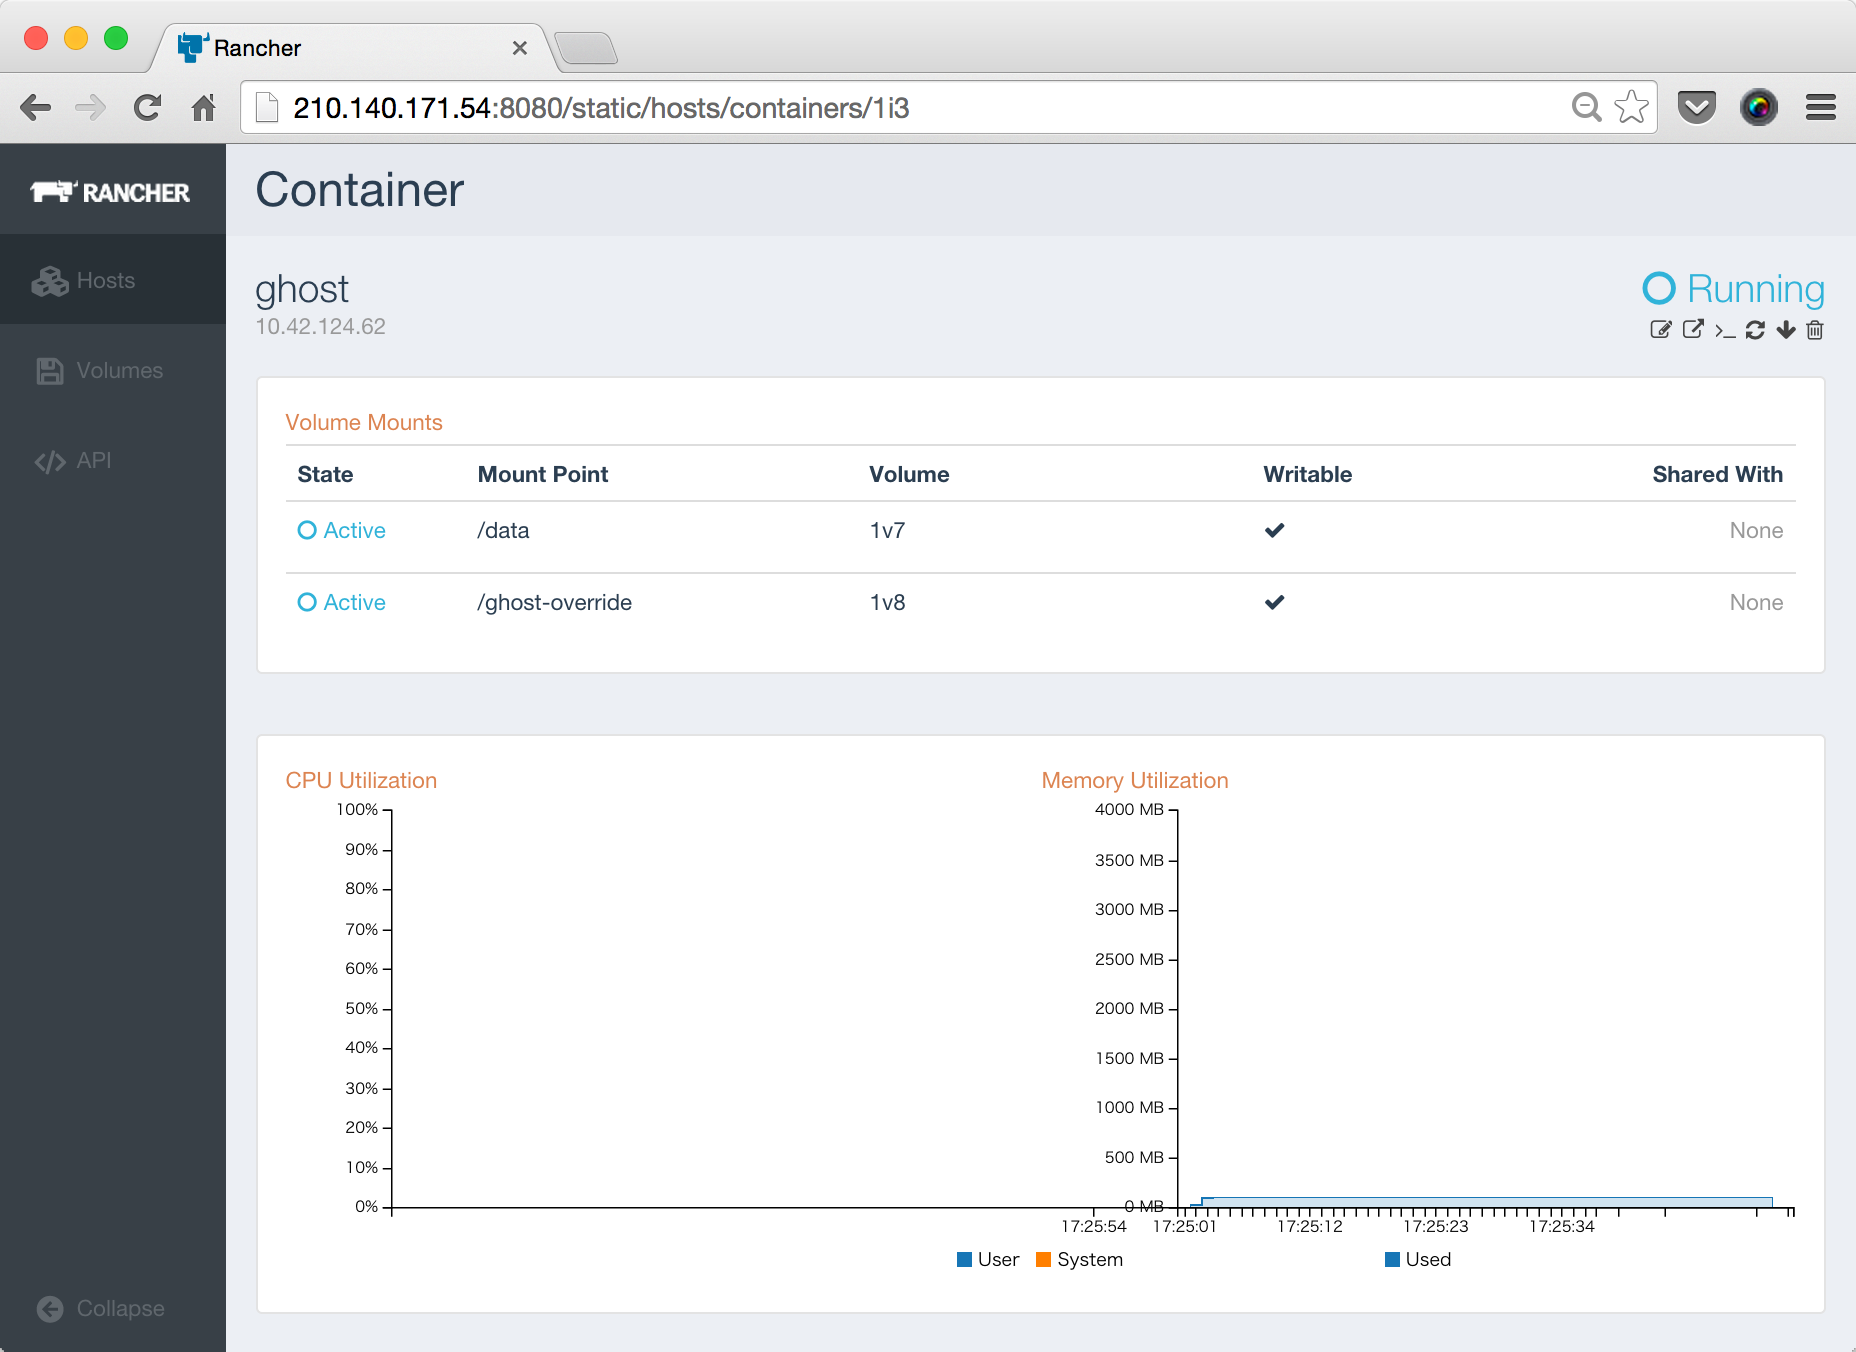 Rancher
210.140.171.54:8080/static/hosts/containers/1i3
RANCHER
Container
Hosts
ghost
Running
10.42.124.62
Volumes
API
Volume Mounts
State Mount Point Volume Writable Shared With
Active /data 1v7 None
Active /ghost-override 1v8 None
CPU Utilization
100%
90%
80%
70%
60%
50%
40%
30%
20%
10%
0%
17:25:54
User System
Memory Utilization
4000 MB
3500 MB
3000 MB
2500 MB
2000 MB
1500 MB
1000 MB
500 MB
0 MB
17:25:01 17:25:12 17:25:23 17:25:34
Used
Collapse